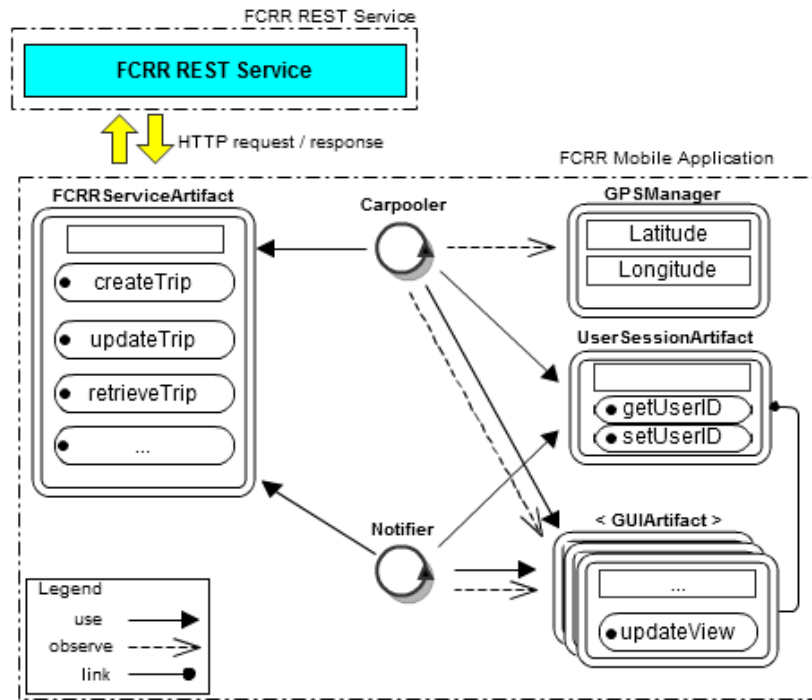 FCRR REST Service
FCRR REST Service
HTTP request / response
FCRR Mobile Application
FCRRServiceArtifact
createTrip
updateTrip
retrieveTrip
...
Carpooler
GPSManager
Latitude
Longitude
UserSessionArtifact
getUserID
setUserID
Notifier
< GUIArtifact >
...
updateView
Legend
use
observe
link